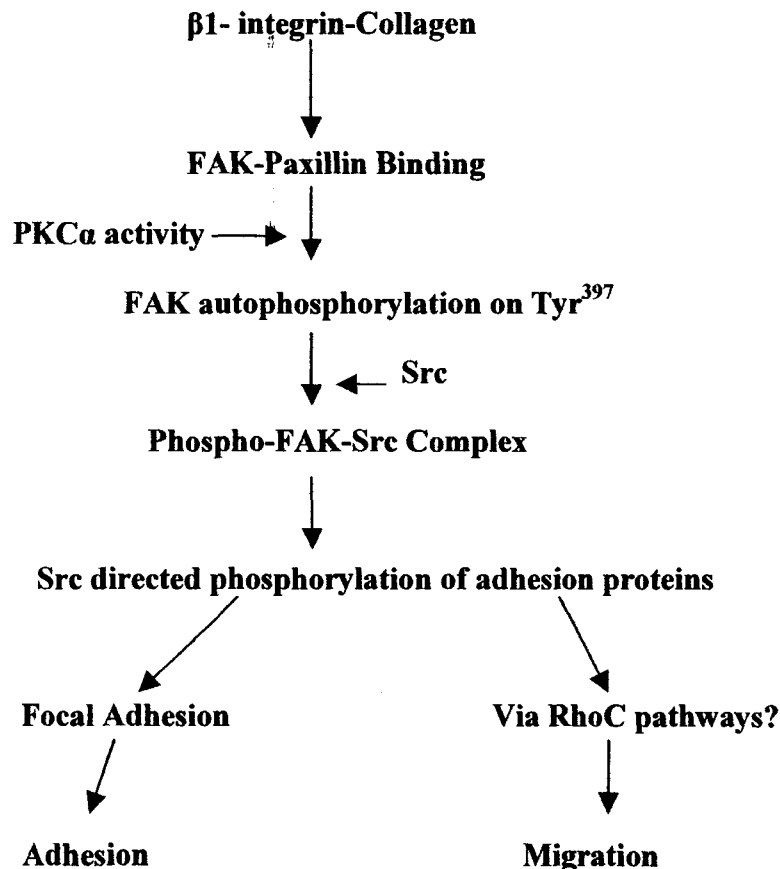 β1- integrin-Collagen
FAK-Paxillin Binding
PKCα activity
FAK autophosphorylation on Tyr³⁹⁷
Src
Phospho-FAK-Src Complex
Src directed phosphorylation of adhesion proteins
Focal Adhesion
Via RhoC pathways?
Adhesion
Migration